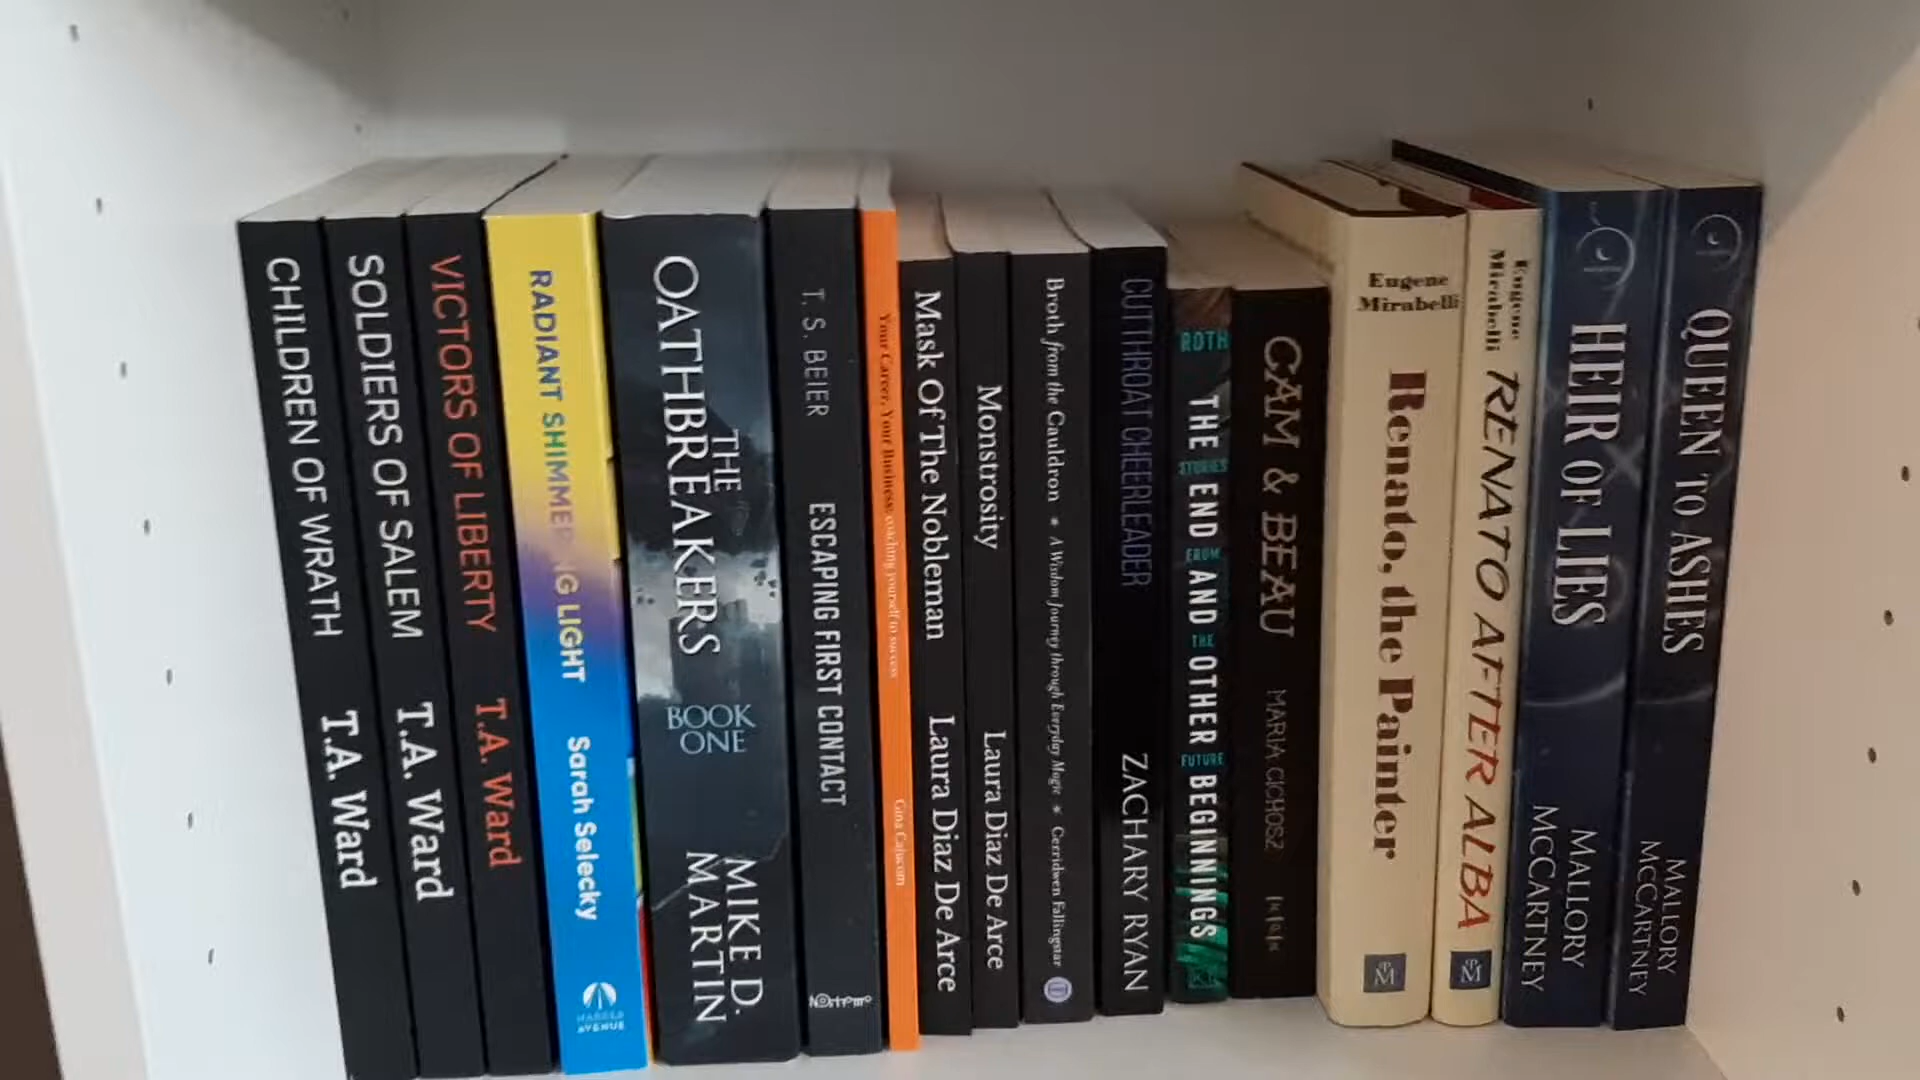 CHILDREN OF WRATH
T.A. Ward
SOLDIERS OF SALEM
T.A. Ward
VICTORS OF LIBERTY
T.A. Ward
RADIANT SHIMMERING LIGHT
Sarah Selecky
HARPER
AVENUE
THE
OATHBREAKERS
BOOK
ONE
MIKE D.
MARTIN
T. S. BEIER
ESCAPING FIRST CONTACT
Nostromo
Your Career, Your Business: coaching yourself to success
Mask Of The Nobleman
Laura Diaz De Arce
Monstrosity
Laura Diaz De Arce
Broth from the Cauldron * A Wisdom Journey through Everyday Magic * Cerridwen Fallingstar
CUTTHROAT CHEERLEADER
ZACHARY RYAN
ROTH
THE
STORIES
END
FROM
AND
THE
OTHER
FUTURE
BEGINNINGS
CAM & BEAU
MARIA CICHOSZ
Eugene
Mirabelli
Renato, the Painter
M
Eugene
Mirabelli
RENATO AFTER ALBA
M
HEIR OF LIES
MALLORY
MCCARTNEY
QUEEN TO ASHES
MALLORY
MCCARTNEY